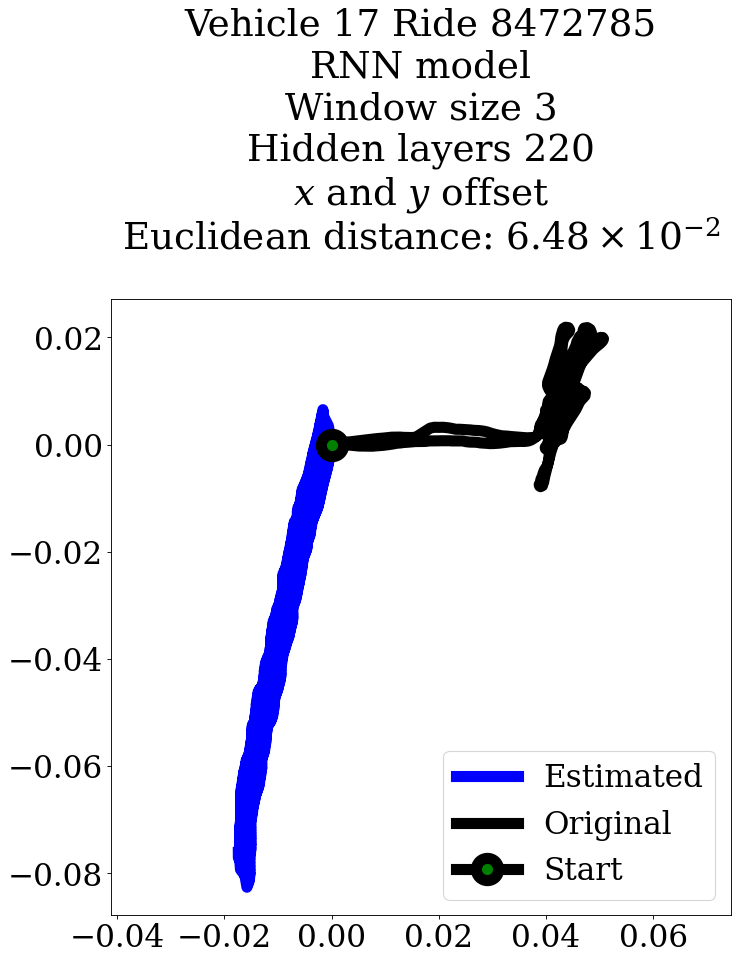 Vehicle 17 Ride 8472785
RNN model
Window size 3
Hidden layers 220
x and y offset
Euclidean distance: 6.48 × 10⁻²
0.02
0.00
−0.02
−0.04
−0.06
−0.08
Estimated
Original
Start
−0.04 −0.02 0.00 0.02 0.04 0.06